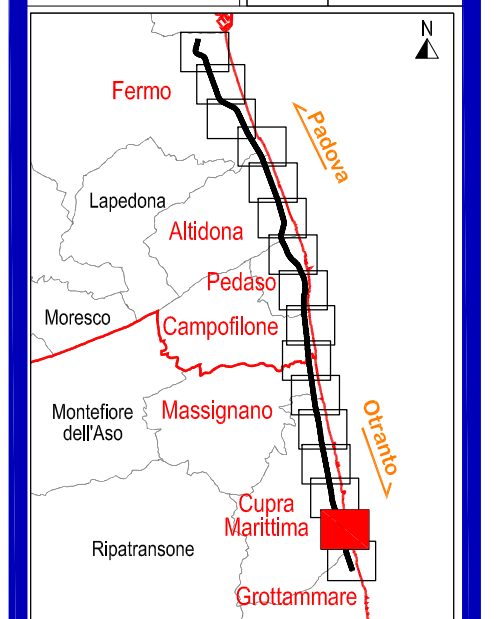 N
Fermo
Padova
Lapedona
Altidona
Pedaso
Moresco
Campofilone
Massignano
Montefiore
dell'Aso
Otranto
Cupra
Marittima
Ripatransone
Grottammare